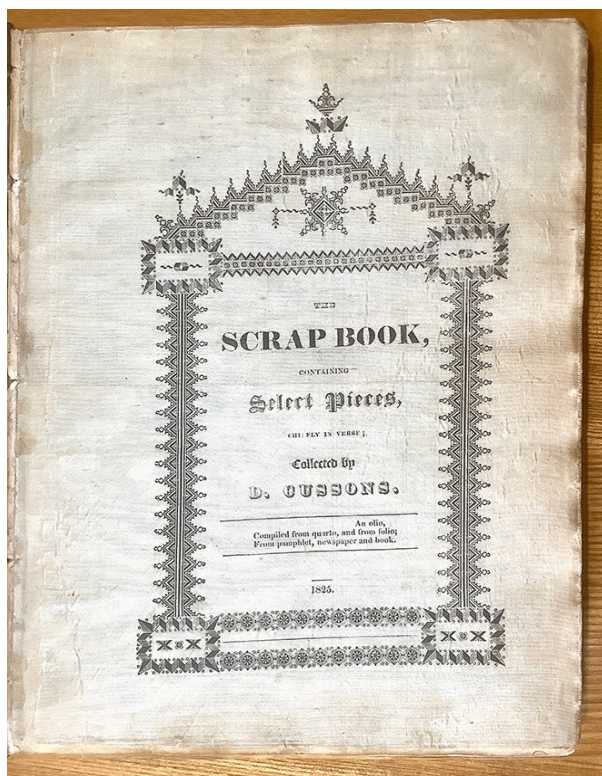 THE
SCRAP BOOK,
CONTAINING
Select Pieces,
CHIEFLY IN VERSE;
Collected by
D. CUSSONS.
An olio,
Compiled from quarto, and from folio;
From pamphlet, newspaper and book.
1825.